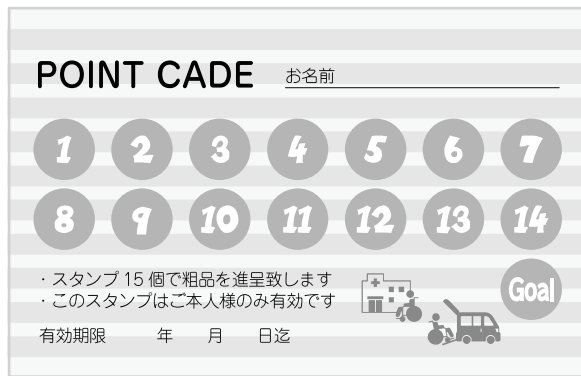 POINT CADE お名前
1 2 3 4 5 6 7
8 9 10 11 12 13 14
・スタンプ15個で粗品を進呈致します
・このスタンプはご本人様のみ有効です
Goal
有効期限 年 月 日迄